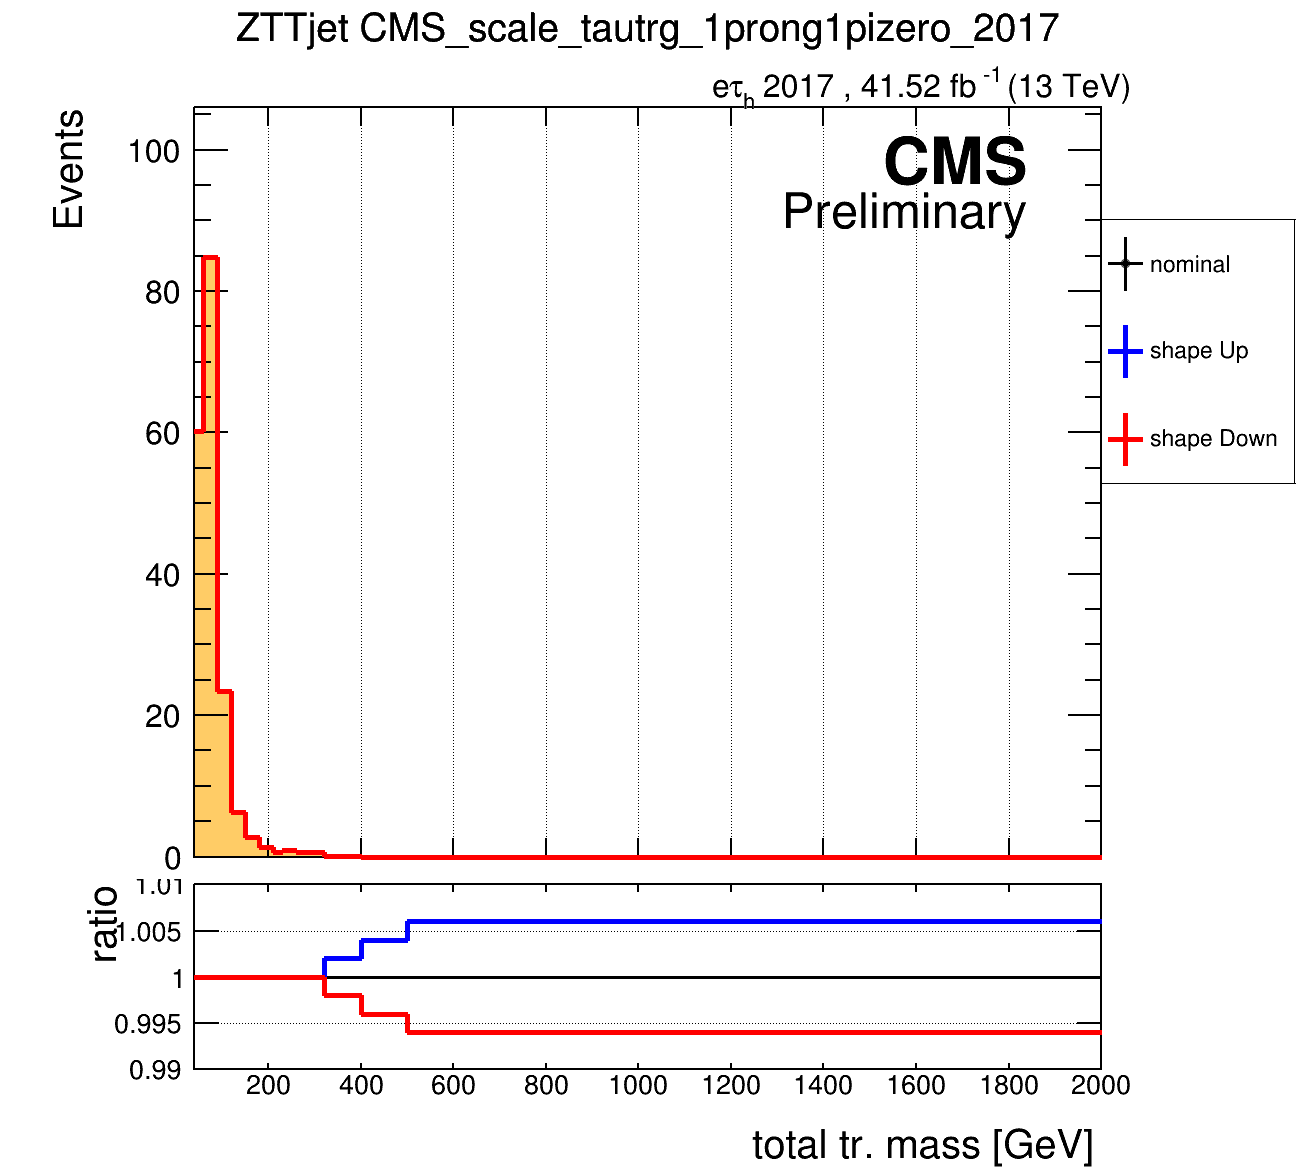 ZTTjet CMS_scale_tautrg_1prong1pizero_2017
eτh 2017 , 41.52 fb -1 (13 TeV)
Events
100
80
60
40
20
0
CMS
Preliminary
nominal
shape Up
shape Down
ratio
1.01
1.005
1
0.995
0.99
200 400 600 800 1000 1200 1400 1600 1800 2000
total tr. mass [GeV]